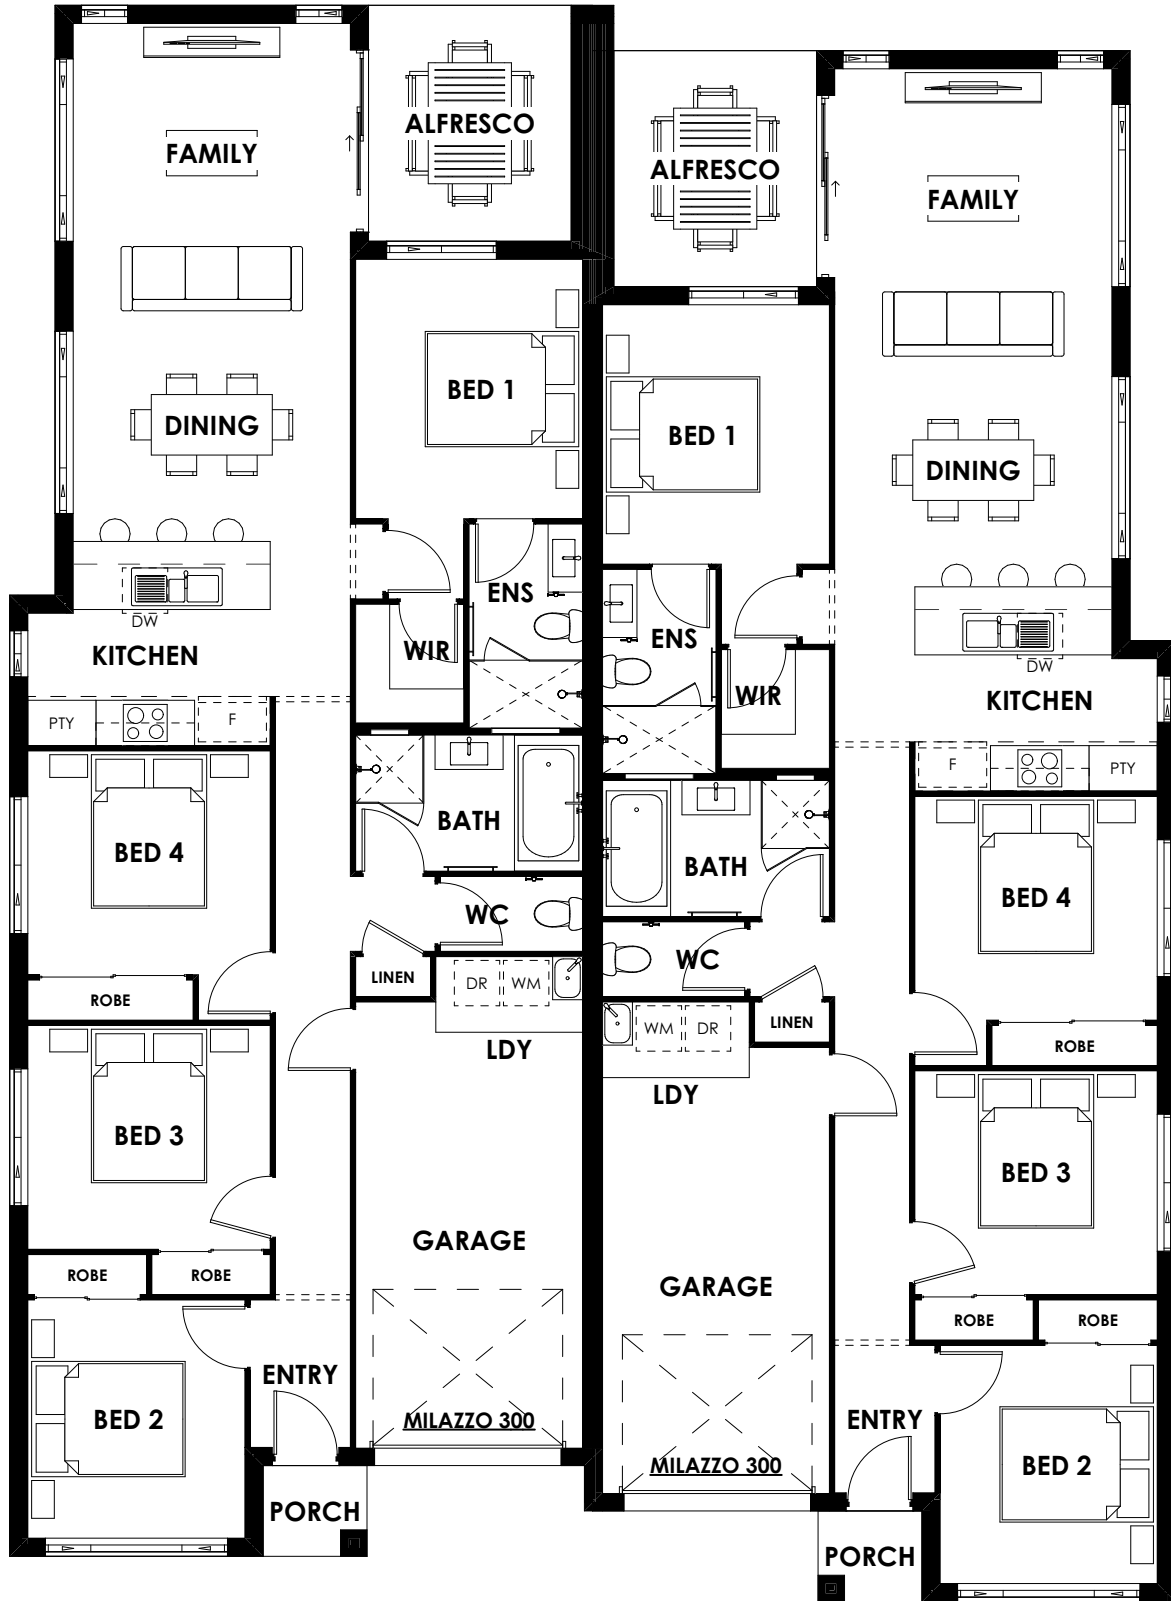 ALFRESCO
FAMILY
ALFRESCO
FAMILY
BED 1
DINING
BED 1
DINING
ENS
DW
ENS
WIR
KITCHEN
DW
WIR
KITCHEN
PTY
F
F
PTY
BATH
BED 4
BATH
BED 4
WC
WC
LINEN
DR
WM
ROBE
WM
DR
LINEN
LDY
ROBE
LDY
BED 3
BED 3
GARAGE
ROBE
ROBE
GARAGE
ROBE
ROBE
ENTRY
BED 2
MILAZZO 300
ENTRY
MILAZZO 300
BED 2
PORCH
PORCH